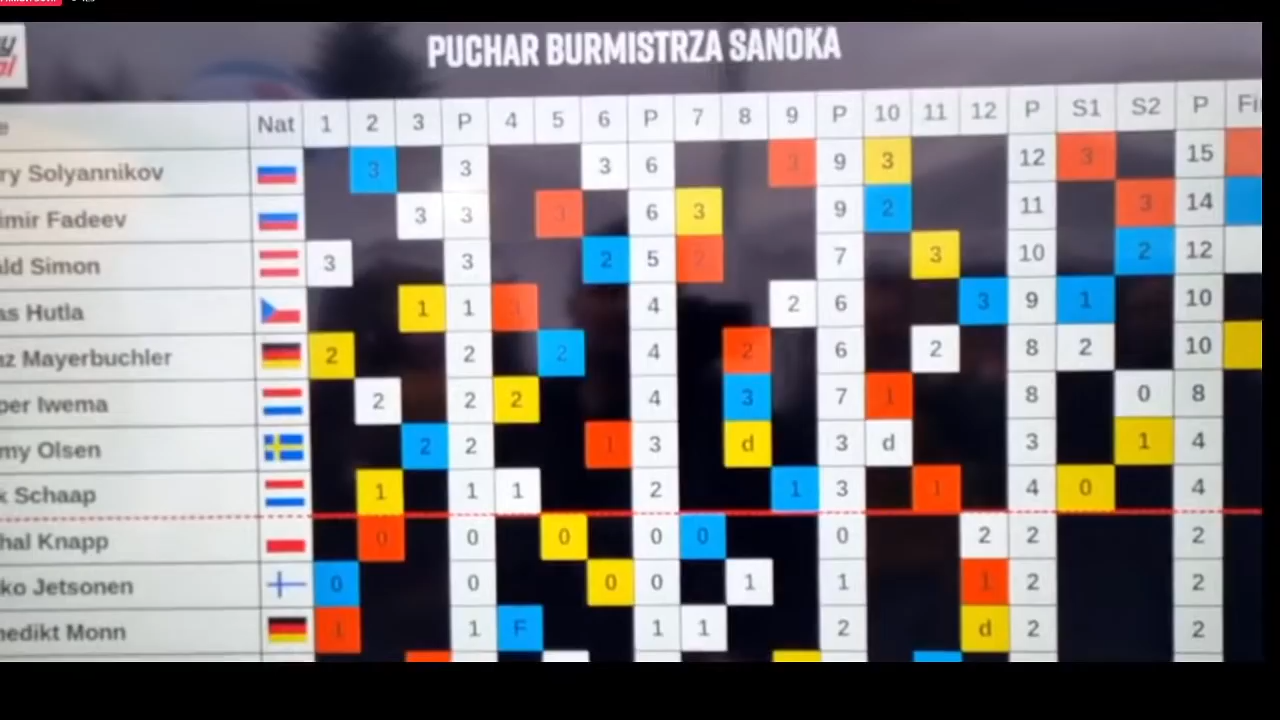 PUCHAR BURMISTRZA SANOKA
Nat 1 2 3 P 4 5 6 P 7 8 9 P 10 11 12 P S1 S2 P Fi
ry Solyannikov 3 3 3 6 3 9 3 12 3 15
imir Fadeev 3 3 3 6 3 9 2 11 3 14
ald Simon 3 3 2 5 2 7 3 10 2 12
as Hutla 1 1 3 4 2 6 3 9 1 10
nz Mayerbuchler 2 2 2 4 2 6 2 8 2 10
per Iwema 2 2 2 4 3 7 1 8 0 8
my Olsen 2 2 1 3 d 3 d 3 1 4
k Schaap 1 1 1 2 1 3 1 4 0 4
hal Knapp 0 0 0 0 0 0 2 2 2
ko Jetsonen 0 0 0 0 1 1 1 2 2
nedikt Monn 1 1 F 1 1 2 d 2 2